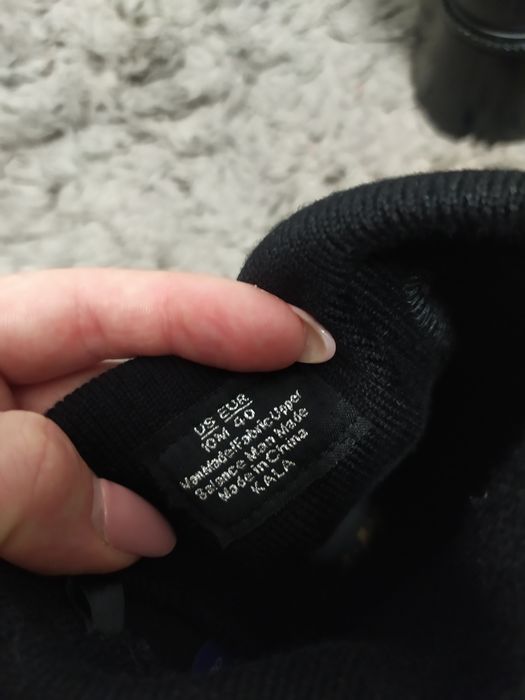 US EUR
10M 40
Man Made/Fabric Upper
Balance Man Made
Made in China
KALA